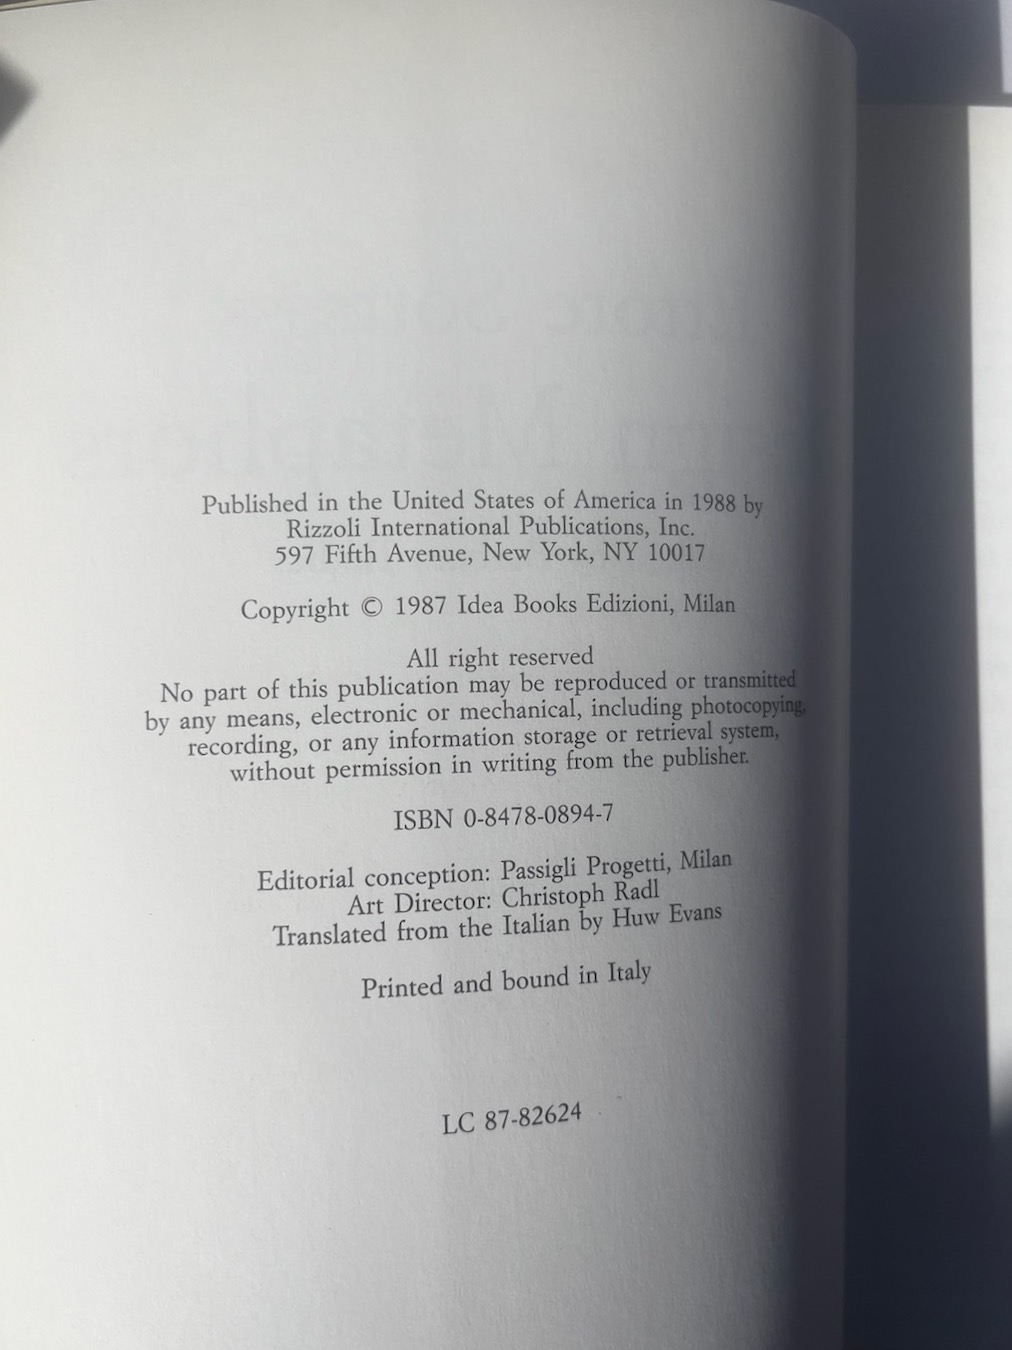 Published in the United States of America in 1988 by
Rizzoli International Publications, Inc.
597 Fifth Avenue, New York, NY 10017
Copyright © 1987 Idea Books Edizioni, Milan
All right reserved
No part of this publication may be reproduced or transmitted
by any means, electronic or mechanical, including photocopying,
recording, or any information storage or retrieval system,
without permission in writing from the publisher.
ISBN 0-8478-0894-7
Editorial conception: Passigli Progetti, Milan
Art Director: Christoph Radl
Translated from the Italian by Huw Evans
Printed and bound in Italy
LC 87-82624